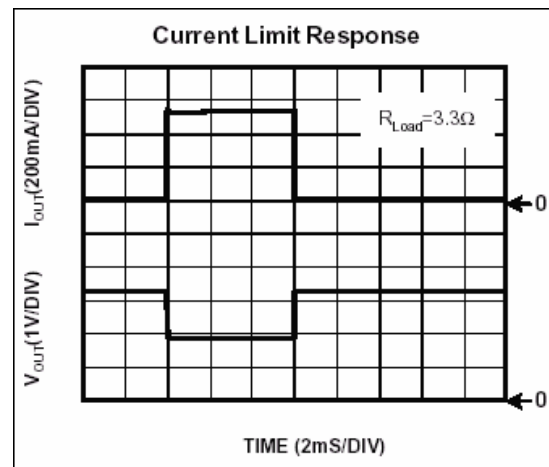 Current Limit Response
I_OUT(200mA/DIV)
R_Load=3.3Ω
0
V_OUT(1V/DIV)
0
TIME (2mS/DIV)